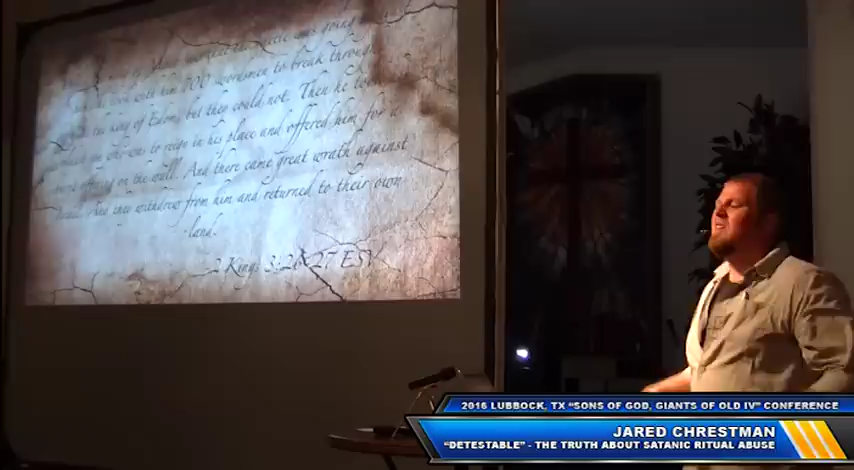 was going
took with him 700 swordsmen to break through,
the king of Edom, but they could not. Then he took
who was to reign in his place and offered him for a
burnt offering on the wall. And there came great wrath against
Israel. And they withdrew from him and returned to their own
land.
2 Kings 3:26-27 ESV
2016 LUBBOCK, TX "SONS OF GOD, GIANTS OF OLD IV" CONFERENCE
JARED CHRESTMAN
"DETESTABLE" - THE TRUTH ABOUT SATANIC RITUAL ABUSE